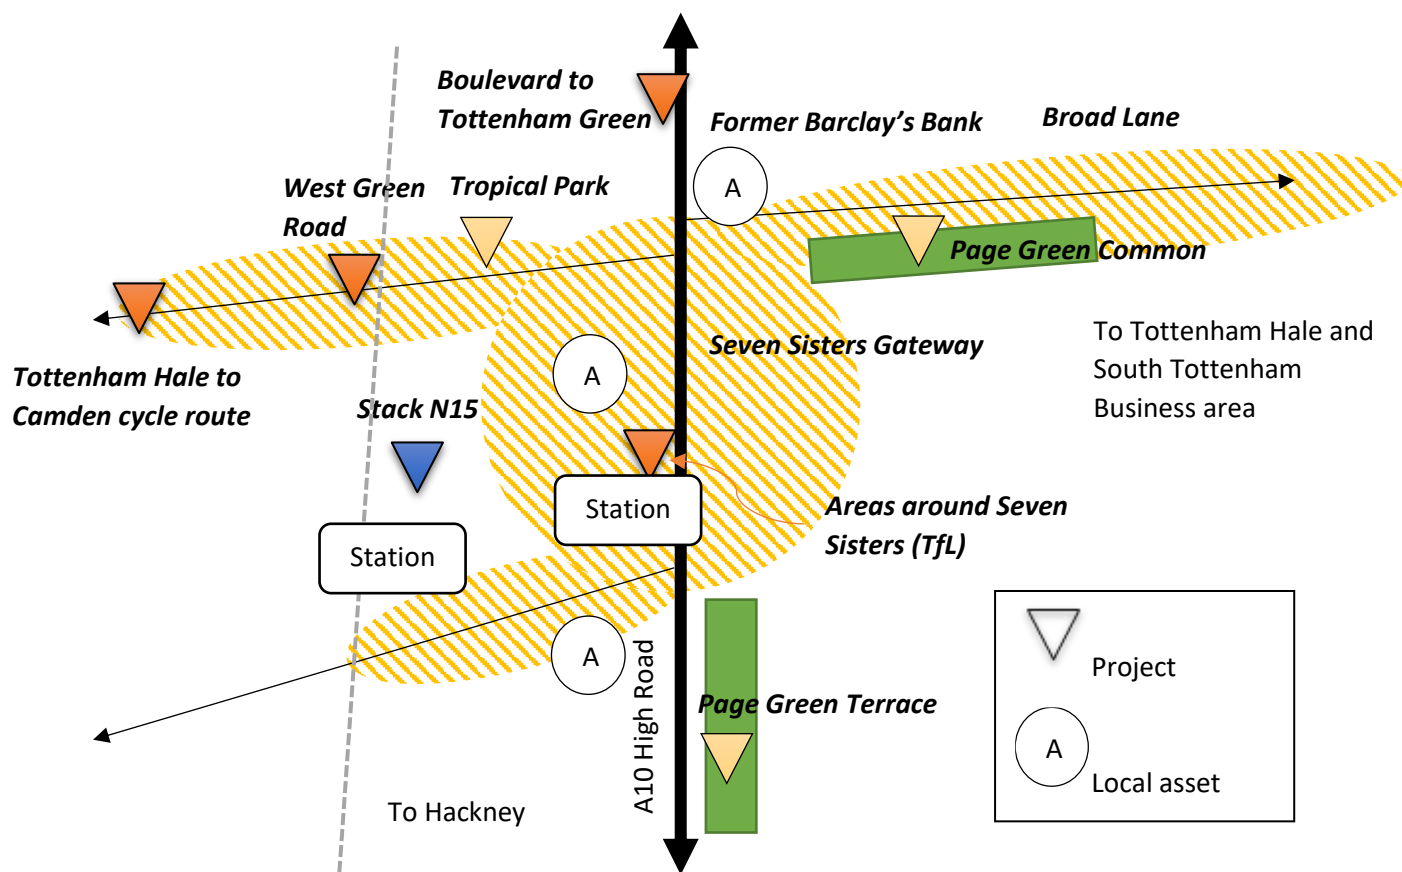 Boulevard to
Tottenham Green
Former Barclay’s Bank
Broad Lane
A
West Green
Road
Tropical Park
Page Green Common
Tottenham Hale to
Camden cycle route
Stack N15
A
Seven Sisters Gateway
To Tottenham Hale and
South Tottenham
Business area
Station
Station
Areas around Seven
Sisters (TfL)
A
A10 High Road
Page Green Terrace
To Hackney
Project
A
Local asset